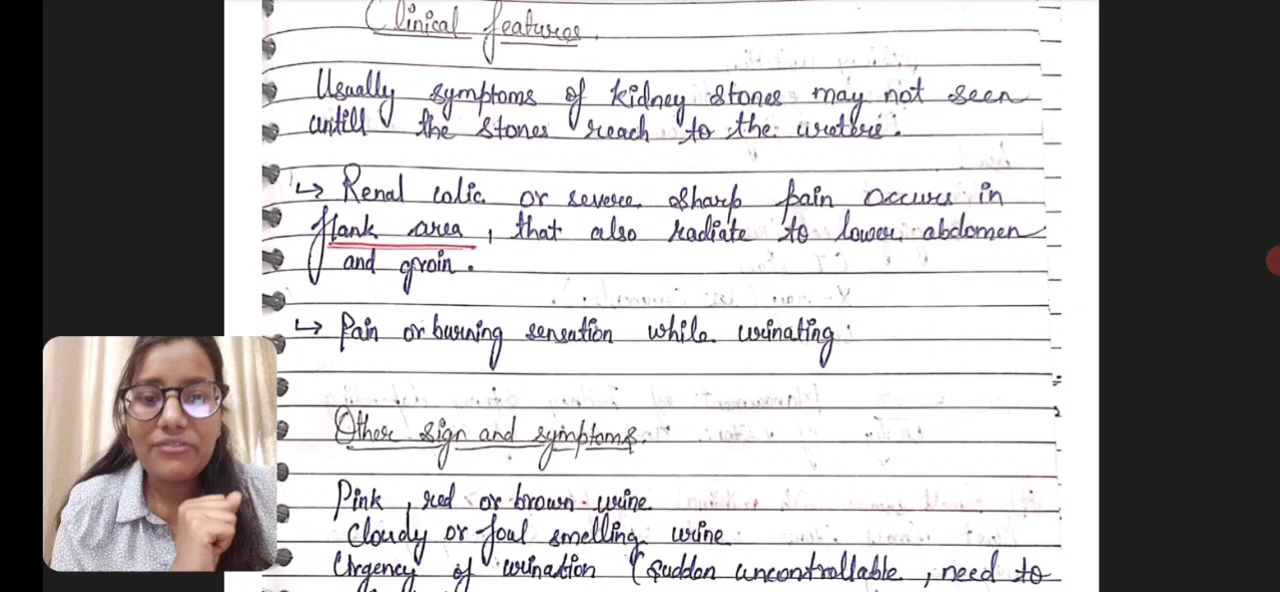 Clinical features.
Usually symptoms of kidney stones may not seen
untill the stones reach to the ureters.
↳ Renal colic or severe sharp pain occurs in
flank area, that also radiate to lower abdomen
and groin.
↳ Pain or burning sensation while urinating.
Other sign and symptoms.
Pink, red or brown urine
Cloudy or foul smelling urine
Urgency of urination (sudden uncontrollable, need to